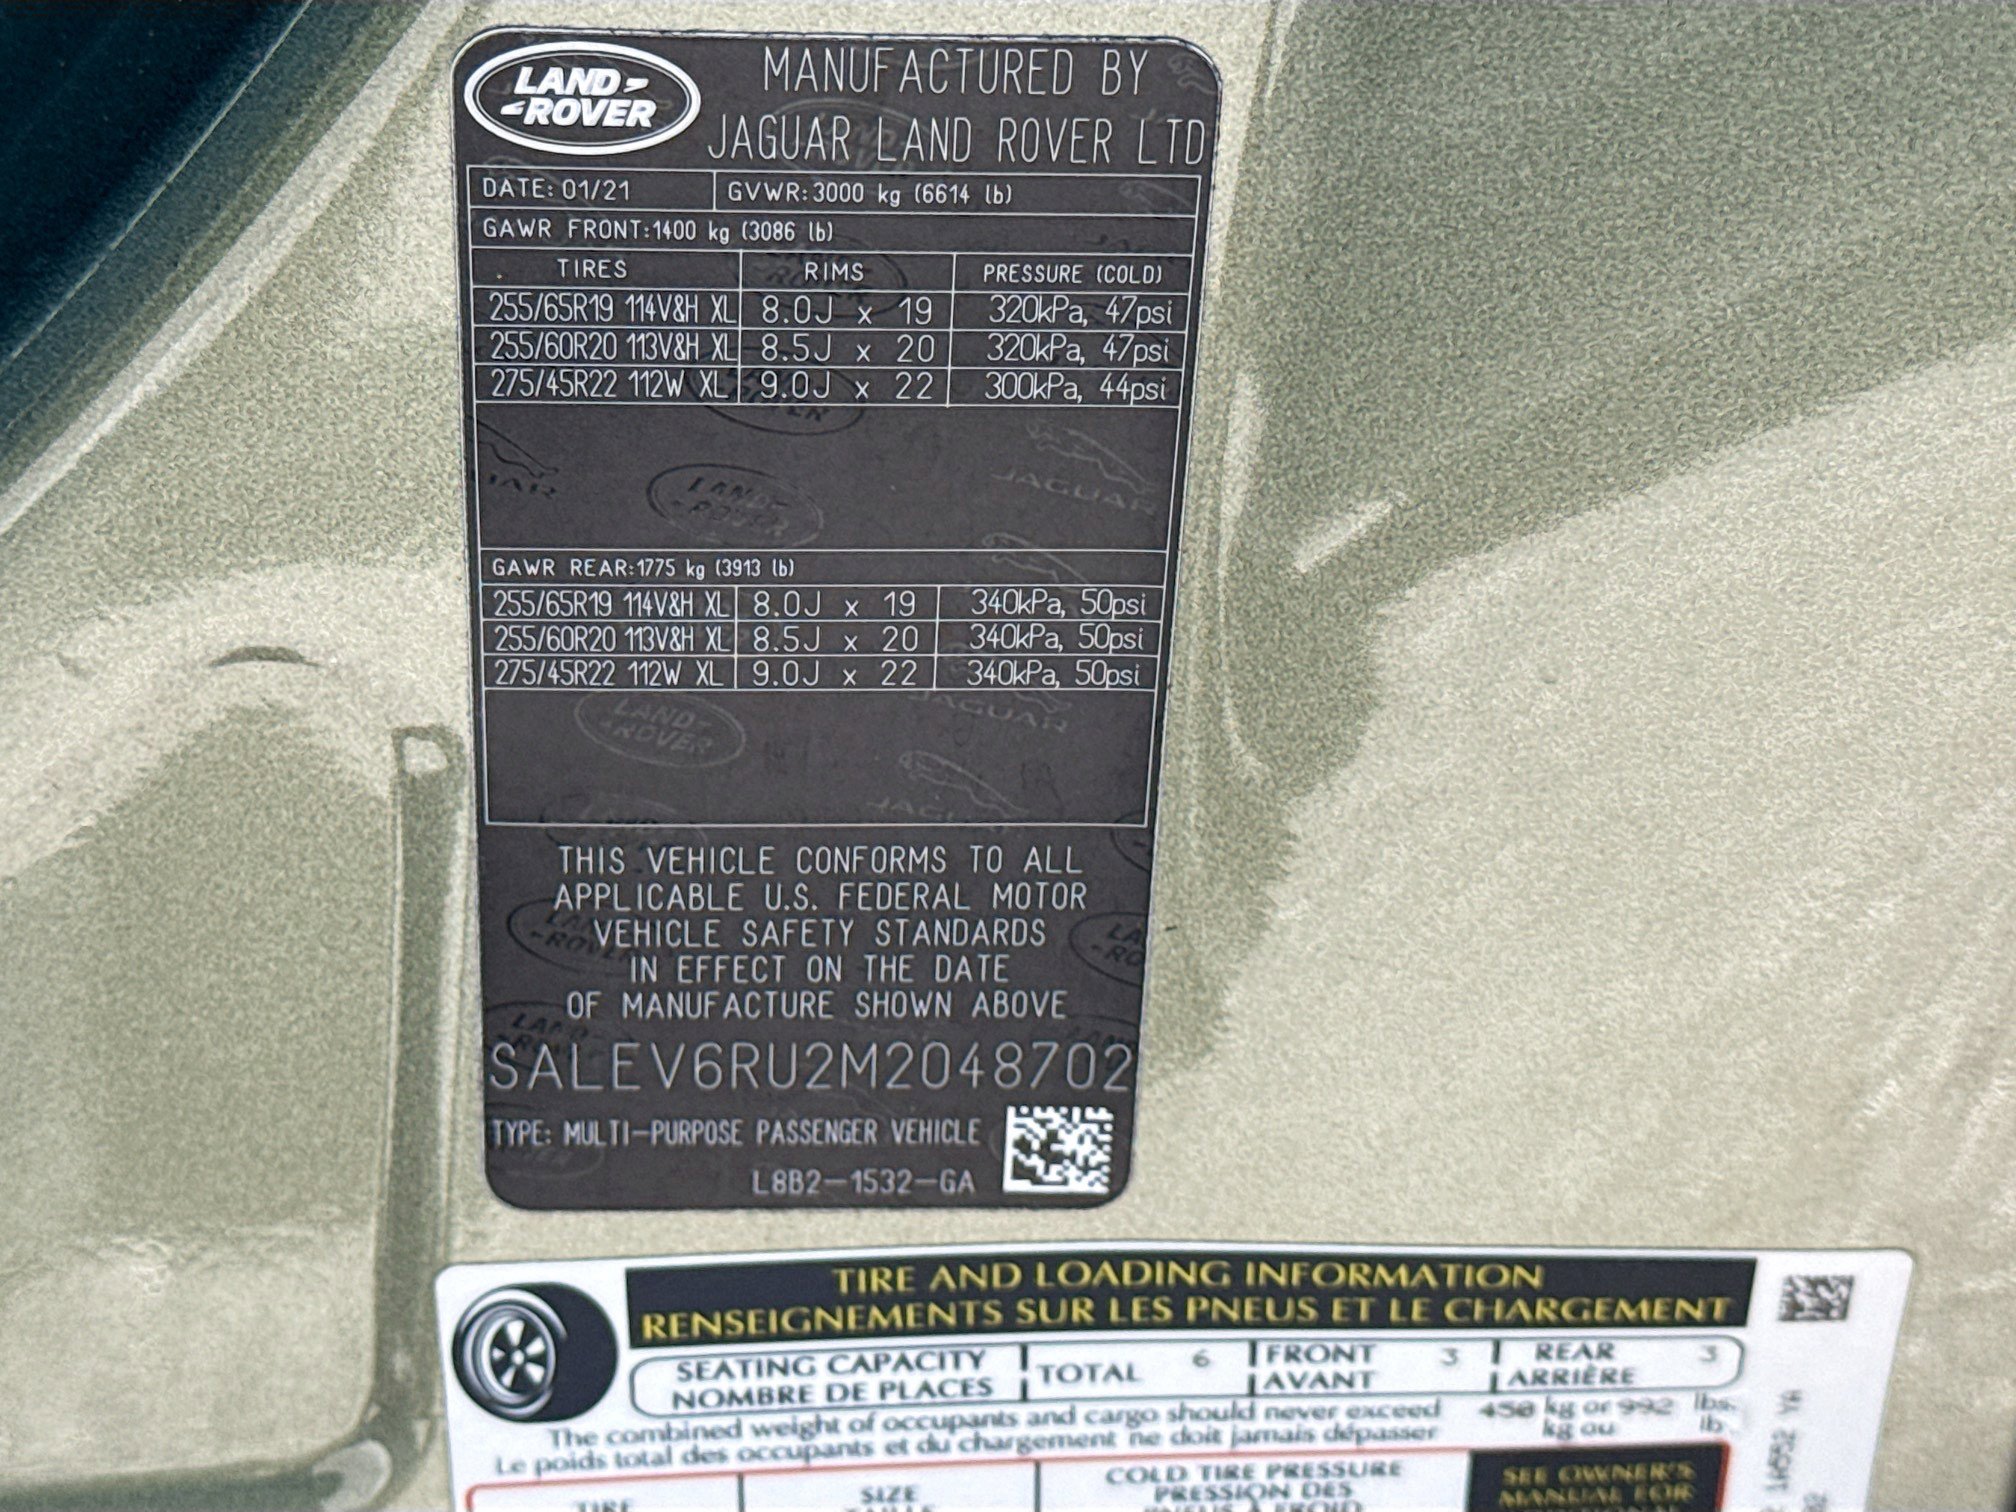 LAND
ROVER
MANUFACTURED BY
JAGUAR LAND ROVER LTD
DATE: 01/21 GVWR: 3000 kg (6614 lb)
GAWR FRONT: 1400 kg (3086 lb)
TIRES RIMS PRESSURE (COLD)
255/65R19 114V&H XL 8.0J x 19 320kPa, 47psi
255/60R20 113V&H XL 8.5J x 20 320kPa, 47psi
275/45R22 112W XL 9.0J x 22 300kPa, 44psi
GAWR REAR: 1775 kg (3913 lb)
255/65R19 114V&H XL 8.0J x 19 340kPa, 50psi
255/60R20 113V&H XL 8.5J x 20 340kPa, 50psi
275/45R22 112W XL 9.0J x 22 340kPa, 50psi
THIS VEHICLE CONFORMS TO ALL
APPLICABLE U.S. FEDERAL MOTOR
VEHICLE SAFETY STANDARDS
IN EFFECT ON THE DATE
OF MANUFACTURE SHOWN ABOVE
SALEV6RU2M2048702
TYPE: MULTI-PURPOSE PASSENGER VEHICLE
L8B2-1532-GA
TIRE AND LOADING INFORMATION
RENSEIGNEMENTS SUR LES PNEUS ET LE CHARGEMENT
SEATING CAPACITY TOTAL 6 FRONT 3 REAR 3
NOMBRE DE PLACES AVANT ARRIÈRE
The combined weight of occupants and cargo should never exceed 450 kg or 992 lbs.
Le poids total des occupants et du chargement ne doit jamais dépasser kg ou lb.
TIRE SIZE COLD TIRE PRESSURE SEE OWNER'S
PRESSION DES MANUAL FOR
PNEUS À FROID